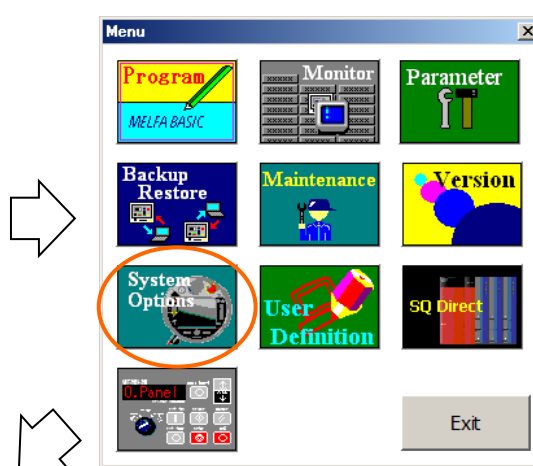 Menu
Program
MELFA BASIC
Monitor
Parameter
Backup
Restore
Maintenance
Version
System
Options
User
Definition
SQ Direct
O.Panel
Exit